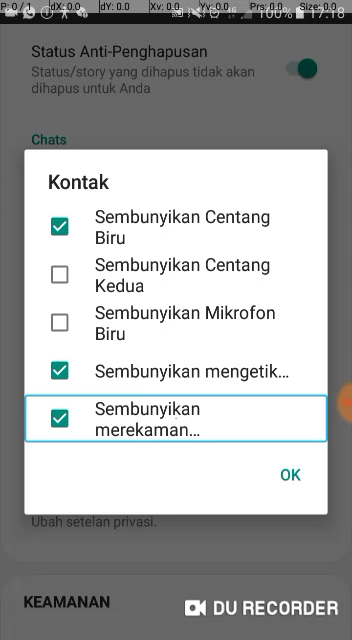 P: 0 / 1 dX: 0.0 dY: 0.0 Xv: 0.0 Yv: 0.0 Prs: 0.0 Size: 0.0
100% 17.18
Status Anti-Penghapusan
Status/story yang dihapus tidak akan
dihapus untuk Anda
Chats
Kontak
Sembunyikan Centang
Biru
Sembunyikan Centang
Kedua
Sembunyikan Mikrofon
Biru
Sembunyikan mengetik...
Sembunyikan
merekaman...
OK
Ubah setelan privasi.
KEAMANAN
DU RECORDER